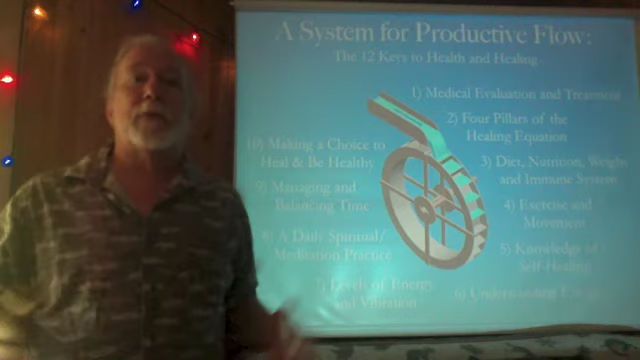 A System for Productive Flow:
The 12 Keys to Health and Healing
1) Medical Evaluation and Treatment
2) Four Pillars of the
Healing Equation
3) Diet, Nutrition, Weight
and Immune System
4) Exercise and
Movement
5) Knowledge of
Self-Healing
6) Understanding
7) Levels of Energy
and Vibration
8) A Daily Spiritual/
Meditation Practice
9) Managing and
Balancing Time
10) Making a Choice to
Heal & Be Healthy